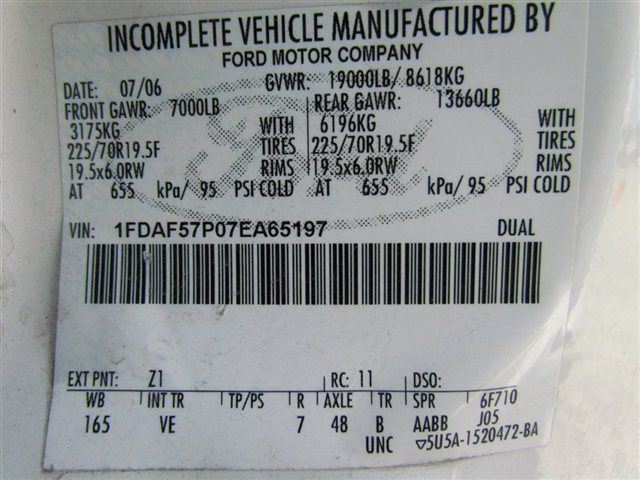 INCOMPLETE VEHICLE MANUFACTURED BY
FORD MOTOR COMPANY
DATE: 07/06 GVWR: 19000LB/ 8618KG
FRONT GAWR: 7000LB REAR GAWR: 13660LB
3175KG WITH 6196KG WITH
225/70R19.5F TIRES 225/70R19.5F TIRES
19.5x6.0RW RIMS 19.5x6.0RW RIMS
AT 655 kPa/ 95 PSI COLD AT 655 kPa/ 95 PSI COLD
VIN: 1FDAF57P07EA65197 DUAL
EXT PNT: Z1 RC: 11 DSO:
WB INT TR TP/PS R AXLE TR SPR 6F710
165 VE 7 48 B AABB J05
UNC ▽5U5A-1520472-BA